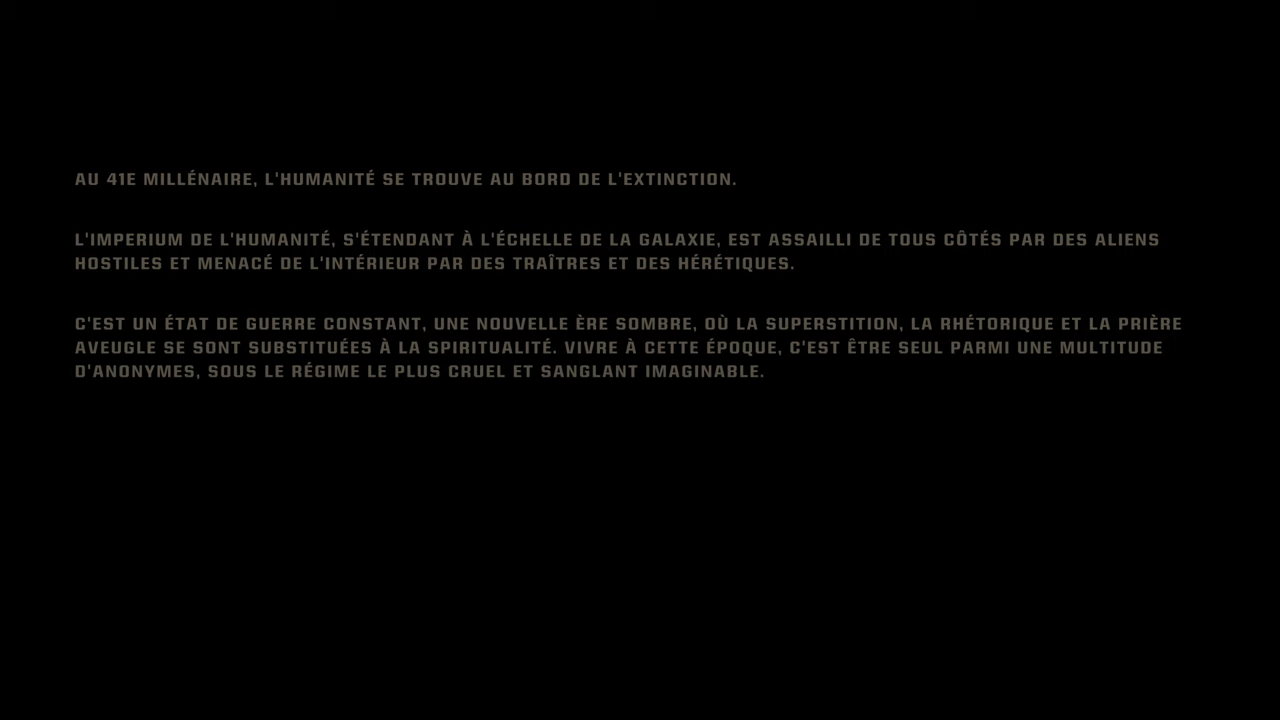 AU 41E MILLÉNAIRE, L'HUMANITÉ SE TROUVE AU BORD DE L'EXTINCTION.
L'IMPERIUM DE L'HUMANITÉ, S'ÉTENDANT À L'ÉCHELLE DE LA GALAXIE, EST ASSAILLI DE TOUS CÔTÉS PAR DES ALIENS
HOSTILES ET MENACÉ DE L'INTÉRIEUR PAR DES TRAÎTRES ET DES HÉRÉTIQUES.
C'EST UN ÉTAT DE GUERRE CONSTANT, UNE NOUVELLE ÈRE SOMBRE, OÙ LA SUPERSTITION, LA RHÉTORIQUE ET LA PRIÈRE
AVEUGLE SE SONT SUBSTITUÉES À LA SPIRITUALITÉ. VIVRE À CETTE ÉPOQUE, C'EST ÊTRE SEUL PARMI UNE MULTITUDE
D'ANONYMES, SOUS LE RÉGIME LE PLUS CRUEL ET SANGLANT IMAGINABLE.